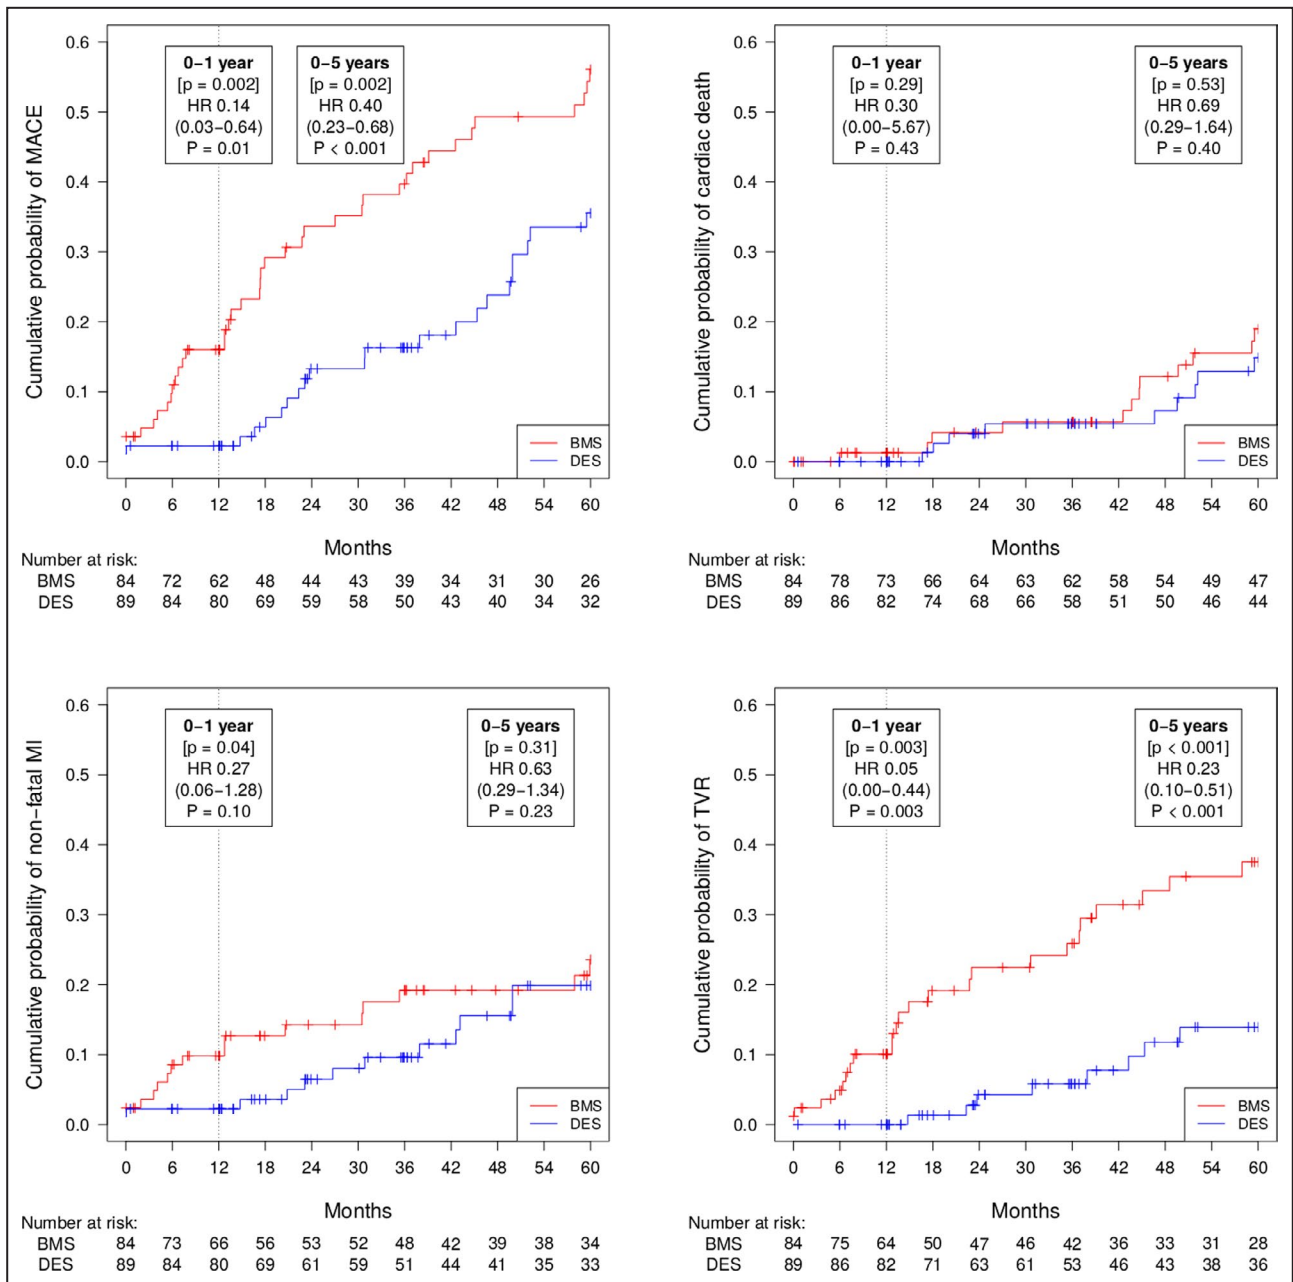 Cumulative probability of MACE
0.6
0.5
0.4
0.3
0.2
0.1
0.0
0−1 year
[p = 0.002]
HR 0.14
(0.03−0.64)
P = 0.01
0−5 years
[p = 0.002]
HR 0.40
(0.23−0.68)
P < 0.001
BMS
DES
0 6 12 18 24 30 36 42 48 54 60
Months
Number at risk:
BMS 84 72 62 48 44 43 39 34 31 30 26
DES 89 84 80 69 59 58 50 43 40 34 32
Cumulative probability of cardiac death
0.6
0.5
0.4
0.3
0.2
0.1
0.0
0−1 year
[p = 0.29]
HR 0.30
(0.00−5.67)
P = 0.43
0−5 years
[p = 0.53]
HR 0.69
(0.29−1.64)
P = 0.40
BMS
DES
0 6 12 18 24 30 36 42 48 54 60
Months
Number at risk:
BMS 84 78 73 66 64 63 62 58 54 49 47
DES 89 86 82 74 68 66 58 51 50 46 44
Cumulative probability of non−fatal MI
0.6
0.5
0.4
0.3
0.2
0.1
0.0
0−1 year
[p = 0.04]
HR 0.27
(0.06−1.28)
P = 0.10
0−5 years
[p = 0.31]
HR 0.63
(0.29−1.34)
P = 0.23
BMS
DES
0 6 12 18 24 30 36 42 48 54 60
Months
Number at risk:
BMS 84 73 66 56 53 52 48 42 39 38 34
DES 89 84 80 69 61 59 51 44 41 35 33
Cumulative probability of TVR
0.6
0.5
0.4
0.3
0.2
0.1
0.0
0−1 year
[p = 0.003]
HR 0.05
(0.00−0.44)
P = 0.003
0−5 years
[p < 0.001]
HR 0.23
(0.10−0.51)
P < 0.001
BMS
DES
0 6 12 18 24 30 36 42 48 54 60
Months
Number at risk:
BMS 84 75 64 50 47 46 42 36 33 31 28
DES 89 86 82 71 63 61 53 46 43 38 36